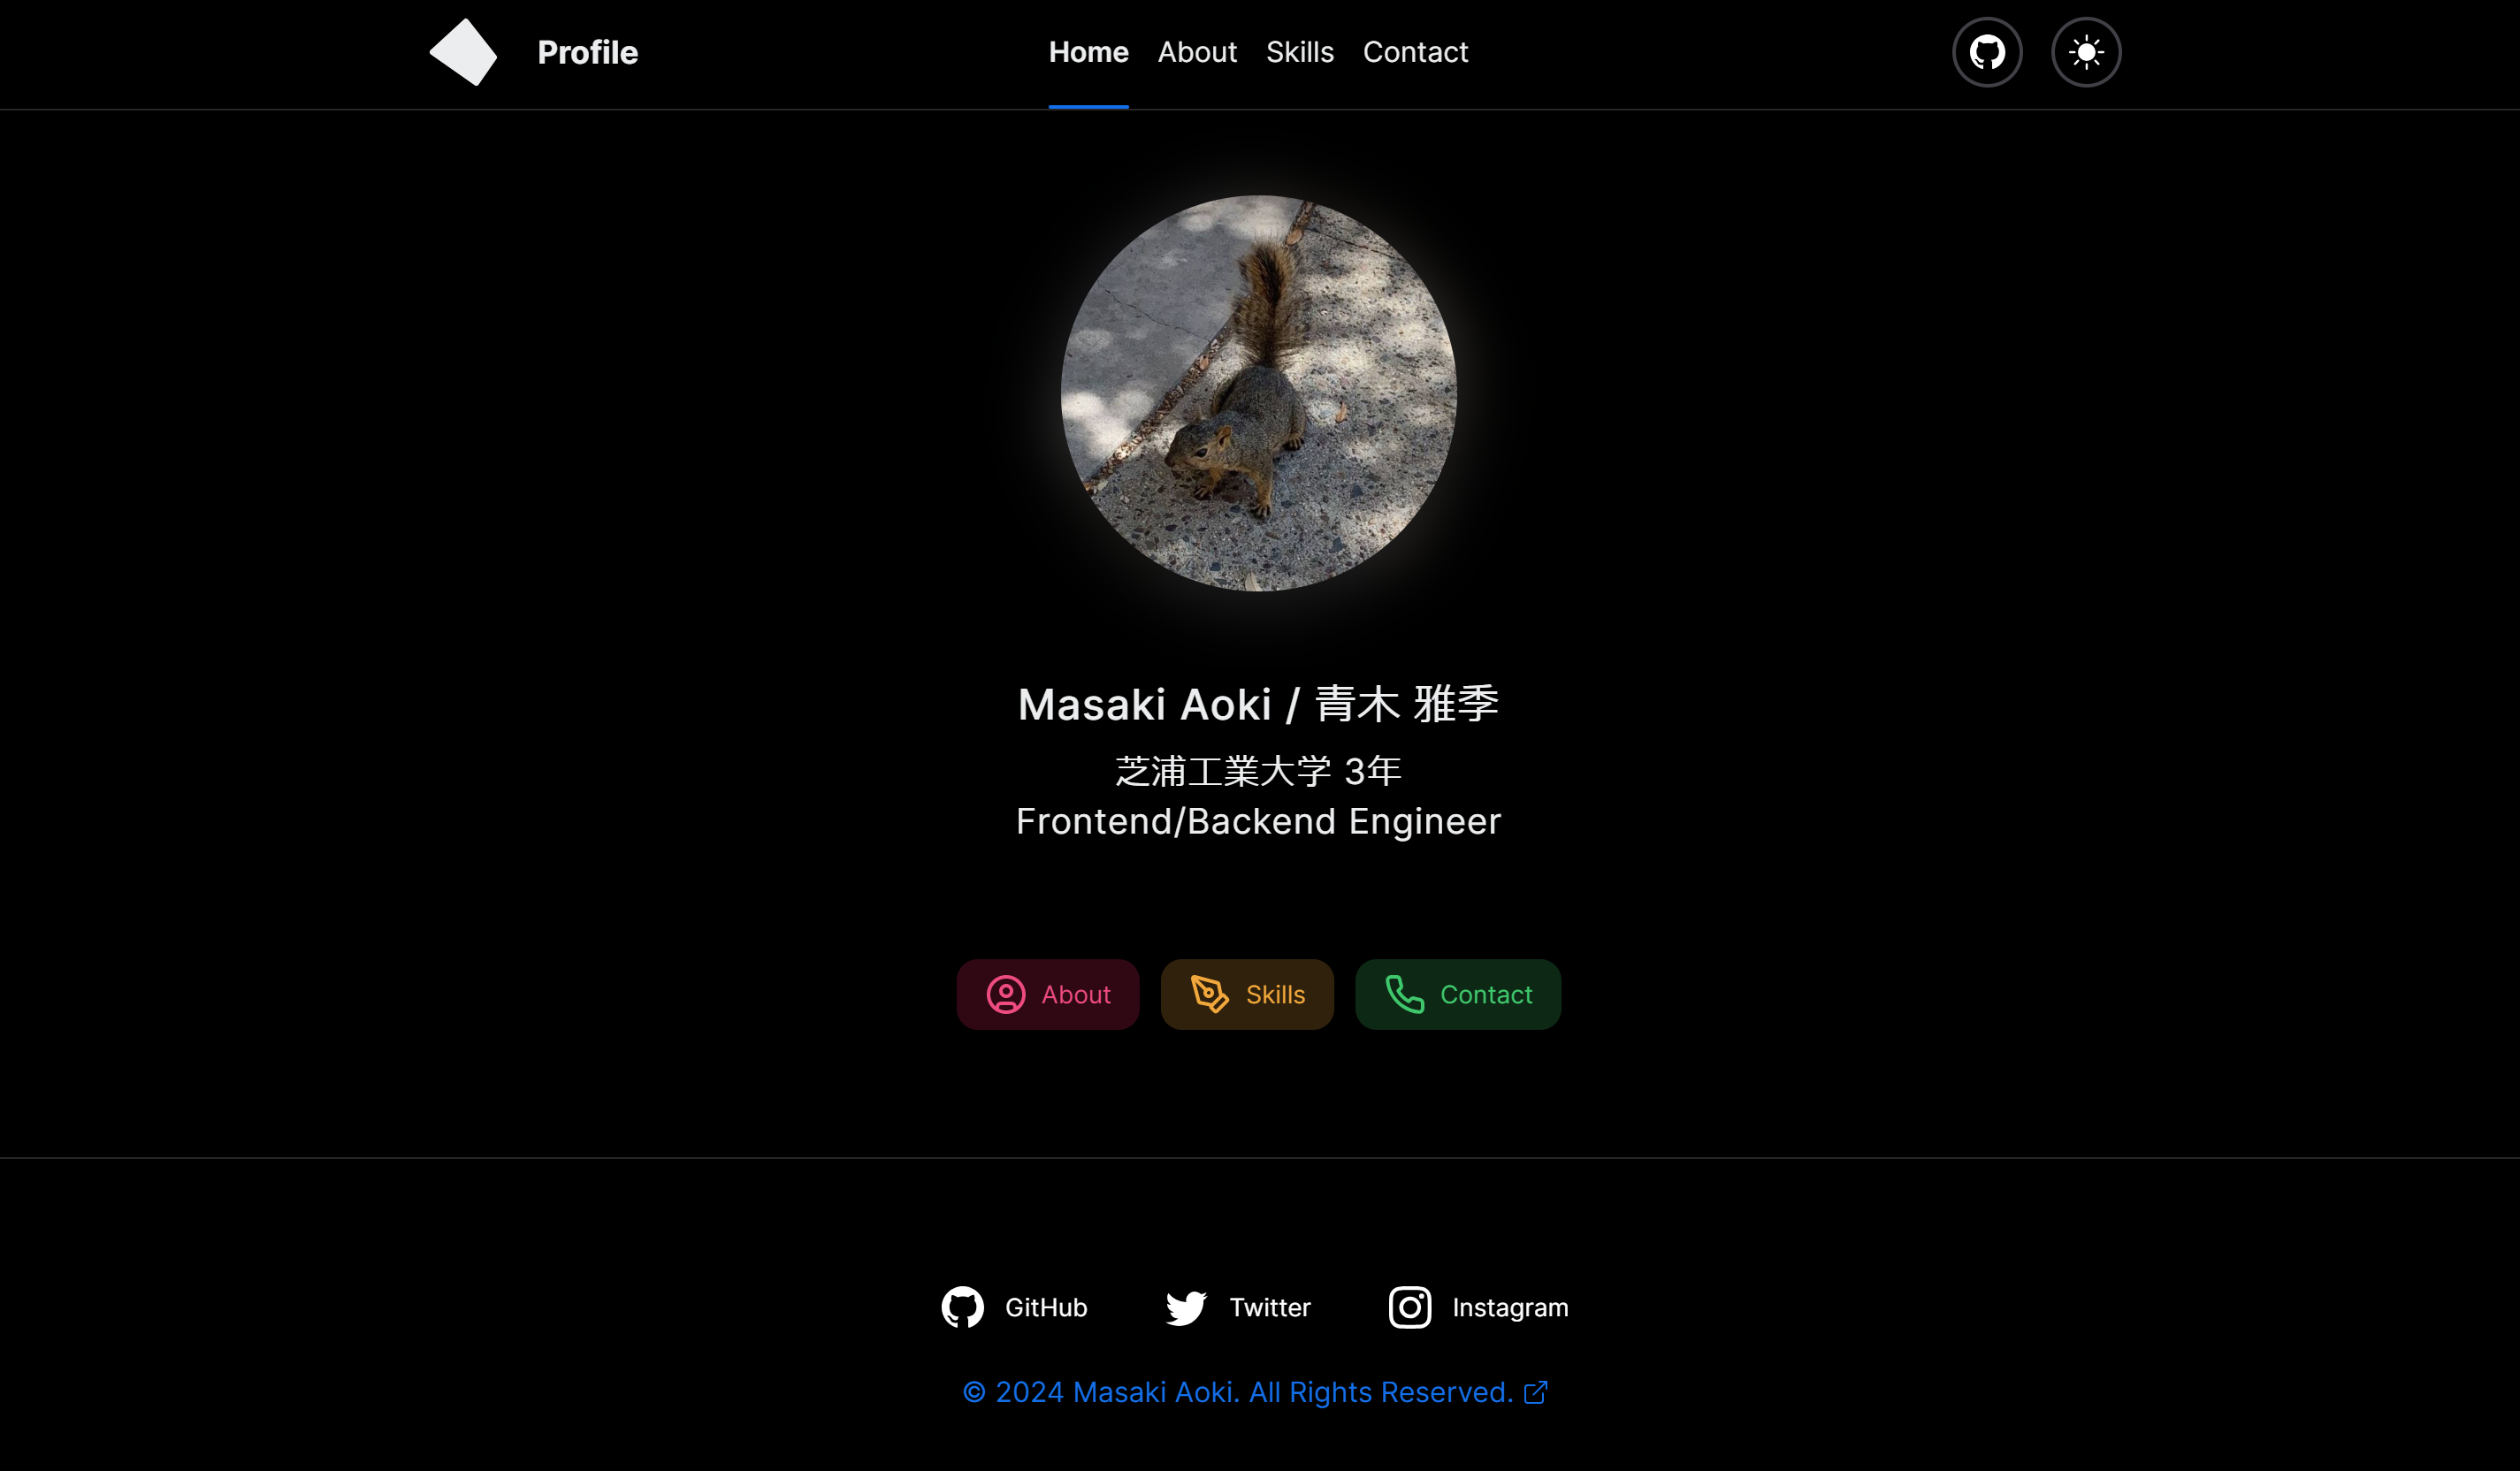 Profile
Home About Skills Contact
Masaki Aoki / 青木 雅季
芝浦工業大学 3年
Frontend/Backend Engineer
About Skills Contact
GitHub Twitter Instagram
© 2024 Masaki Aoki. All Rights Reserved.